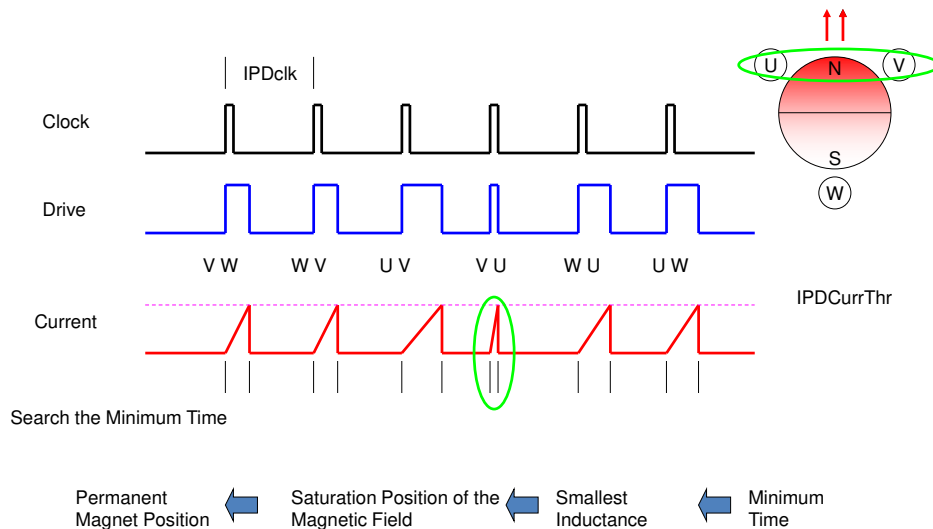 IPDclk
U
N
V
Clock
S
W
Drive
V W
W V
U V
V U
W U
U W
IPDCurrThr
Current
Search the Minimum Time
Permanent
Magnet Position
Saturation Position of the
Magnetic Field
Smallest
Inductance
Minimum
Time